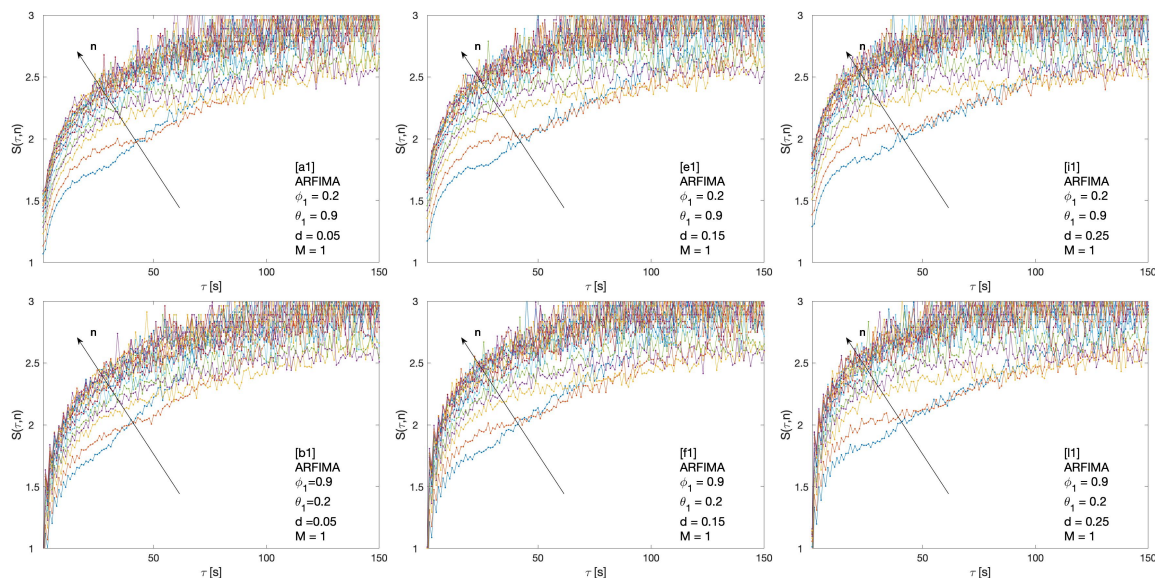 3
2.5
2
1.5
1
S(τ,n)
n
[a1]
ARFIMA
ϕ₁ = 0.2
θ₁ = 0.9
d = 0.05
M = 1
50
100
150
τ [s]
3
2.5
2
1.5
1
S(τ,n)
n
[e1]
ARFIMA
ϕ₁ = 0.2
θ₁ = 0.9
d = 0.15
M = 1
50
100
150
τ [s]
3
2.5
2
1.5
1
S(τ,n)
n
[i1]
ARFIMA
ϕ₁ = 0.2
θ₁ = 0.9
d = 0.25
M = 1
50
100
150
τ [s]
3
2.5
2
1.5
1
S(τ,n)
n
[b1]
ARFIMA
ϕ₁=0.9
θ₁=0.2
d =0.05
M = 1
50
100
150
τ [s]
3
2.5
2
1.5
1
S(τ,n)
n
[f1]
ARFIMA
ϕ₁ = 0.9
θ₁ = 0.2
d = 0.15
M = 1
50
100
150
τ [s]
3
2.5
2
1.5
1
S(τ,n)
n
[l1]
ARFIMA
ϕ₁ = 0.9
θ₁ = 0.2
d = 0.25
M = 1
50
100
150
τ [s]